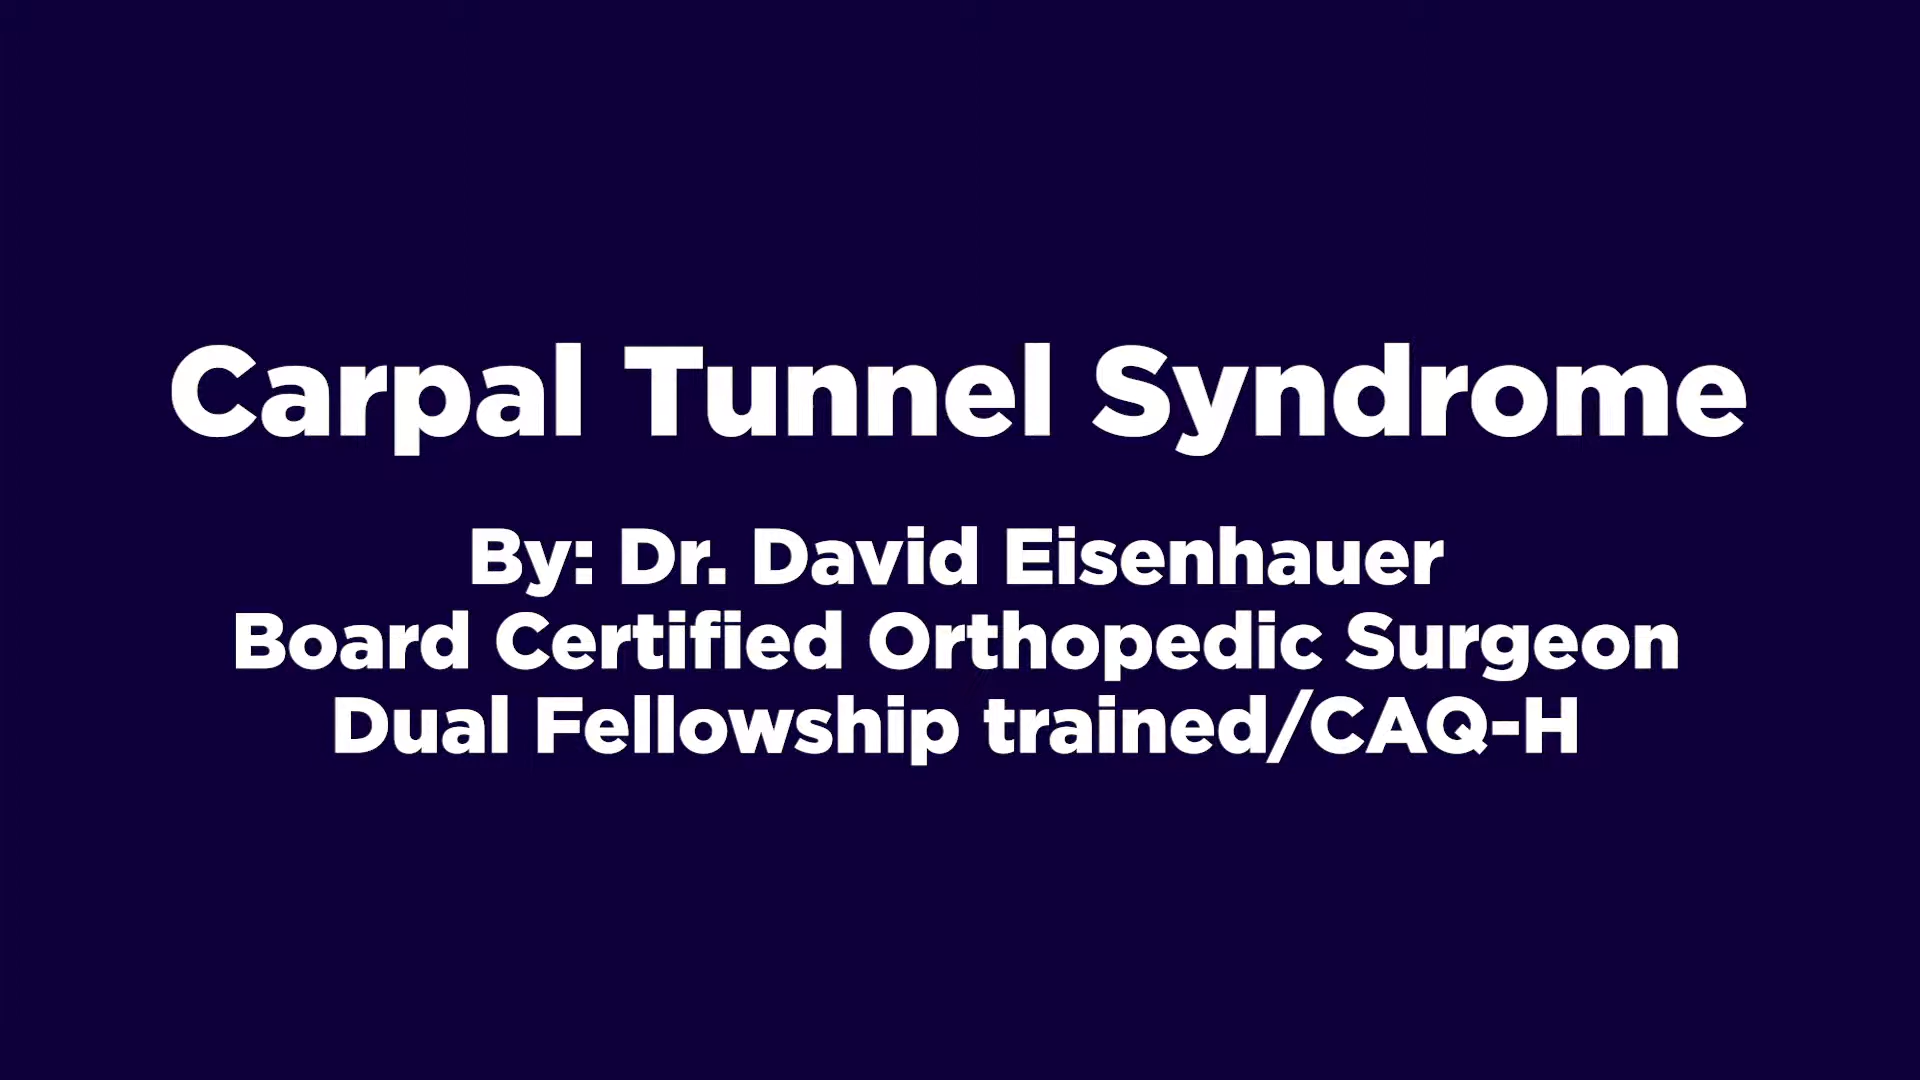 Carpal Tunnel Syndrome
By: Dr. David Eisenhauer
Board Certified Orthopedic Surgeon
Dual Fellowship trained/CAQ-H